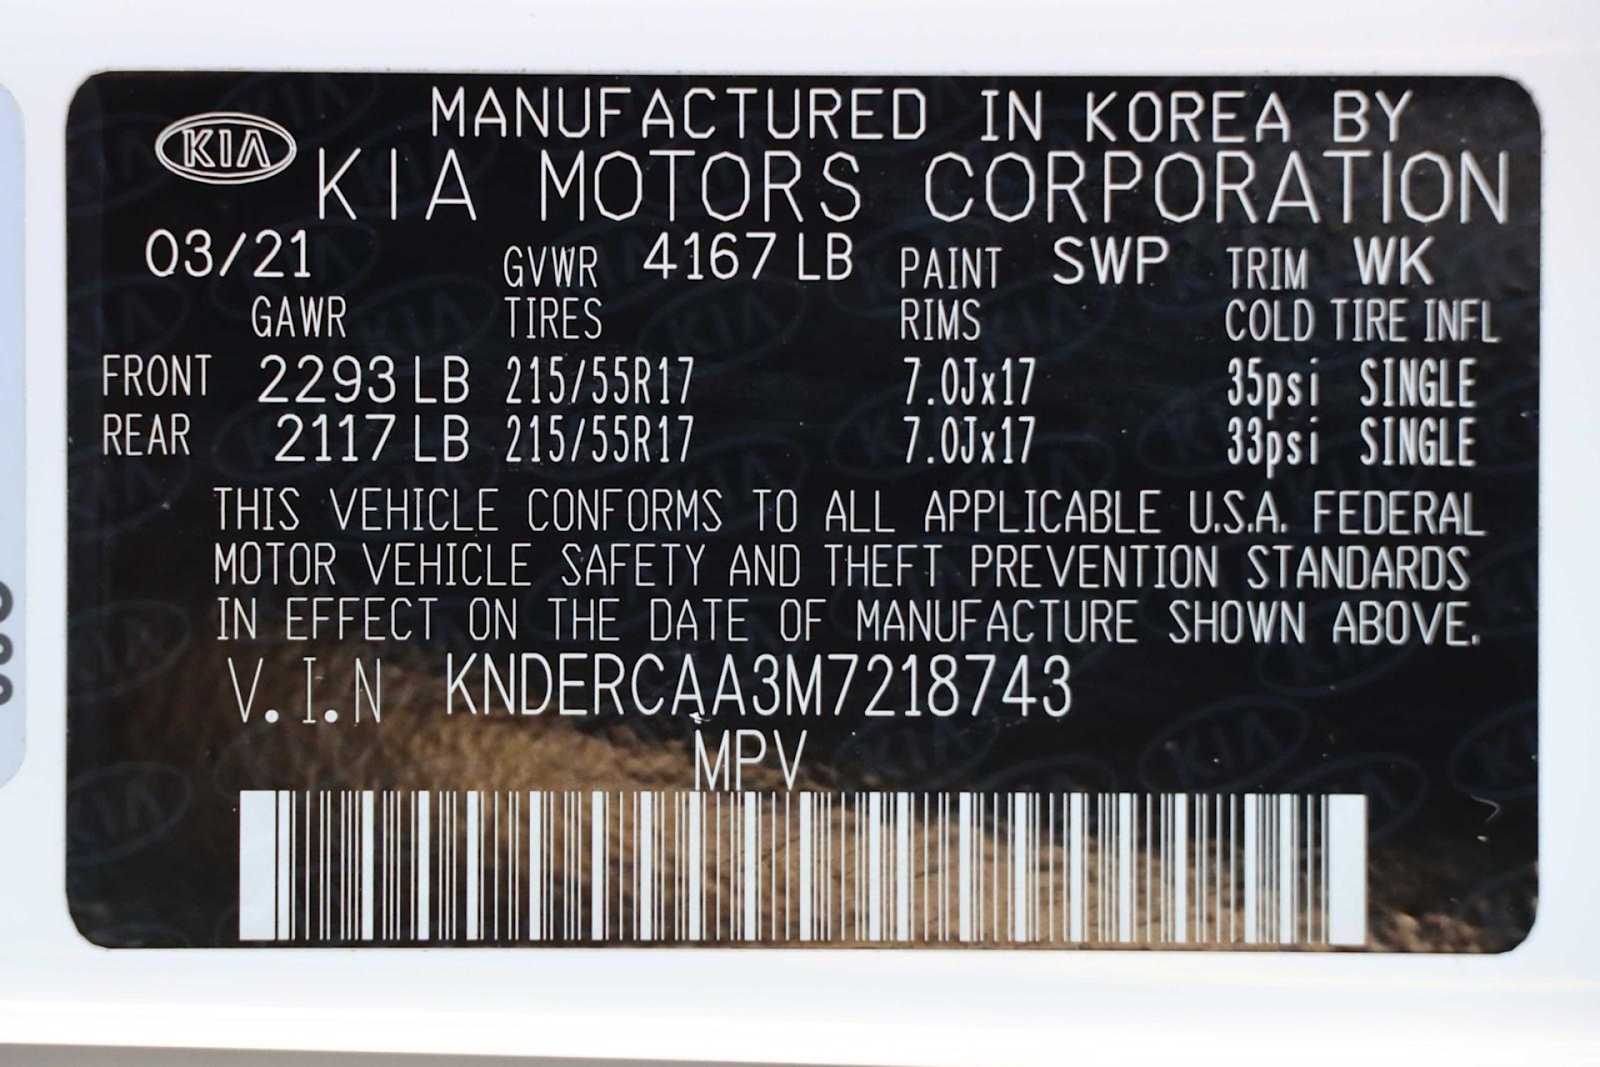 KIA
MANUFACTURED IN KOREA BY
KIA MOTORS CORPORATION
03/21 GVWR 4167 LB PAINT SWP TRIM WK
GAWR TIRES RIMS COLD TIRE INFL
FRONT 2293 LB 215/55R17 7.0Jx17 35psi SINGLE
REAR 2117 LB 215/55R17 7.0Jx17 33psi SINGLE
THIS VEHICLE CONFORMS TO ALL APPLICABLE U.S.A. FEDERAL
MOTOR VEHICLE SAFETY AND THEFT PREVENTION STANDARDS
IN EFFECT ON THE DATE OF MANUFACTURE SHOWN ABOVE.
V.I.N KNDERCAA3M7218743
MPV